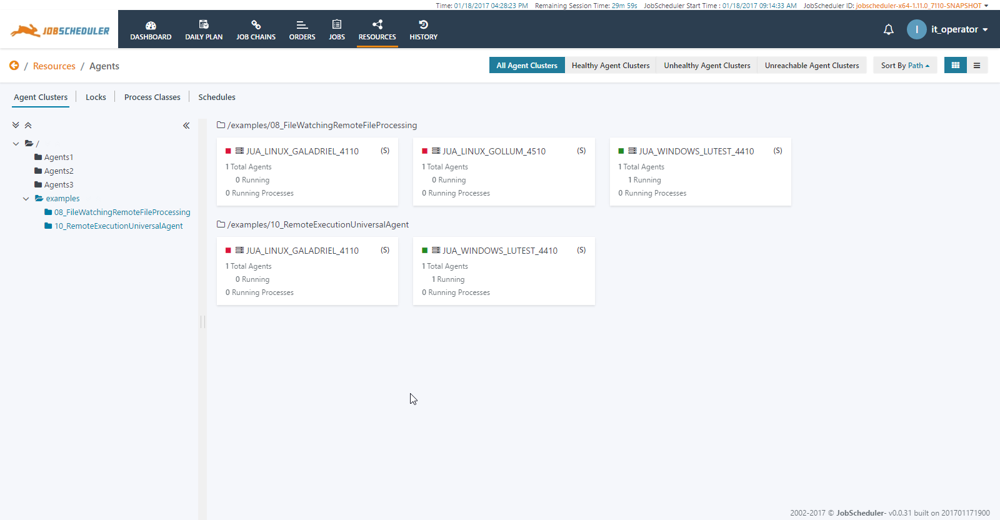 Time: 01/18/2017 04:28:23 PM Remaining Session Time: 29m 59s JobScheduler Start Time : 01/18/2017 09:14:33 AM JobScheduler ID: jobscheduler-x64-1.11.0_7110-SNAPSHOT
JOBSCHEDULER
DASHBOARD DAILY PLAN JOB CHAINS ORDERS JOBS RESOURCES HISTORY
I it_operator
/ Resources / Agents
All Agent Clusters Healthy Agent Clusters Unhealthy Agent Clusters Unreachable Agent Clusters Sort By Path
Agent Clusters Locks Process Classes Schedules
/
Agents1
Agents2
Agents3
examples
08_FileWatchingRemoteFileProcessing
10_RemoteExecutionUniversalAgent
/examples/08_FileWatchingRemoteFileProcessing
JUA_LINUX_GALADRIEL_4110 (S)
1 Total Agents
0 Running
0 Running Processes
JUA_LINUX_GOLLUM_4510 (S)
1 Total Agents
0 Running
0 Running Processes
JUA_WINDOWS_LUTEST_4410 (S)
1 Total Agents
1 Running
0 Running Processes
/examples/10_RemoteExecutionUniversalAgent
JUA_LINUX_GALADRIEL_4110 (S)
1 Total Agents
0 Running
0 Running Processes
JUA_WINDOWS_LUTEST_4410 (S)
1 Total Agents
1 Running
0 Running Processes
2002-2017 © JobScheduler- v0.0.31 built on 201701171900